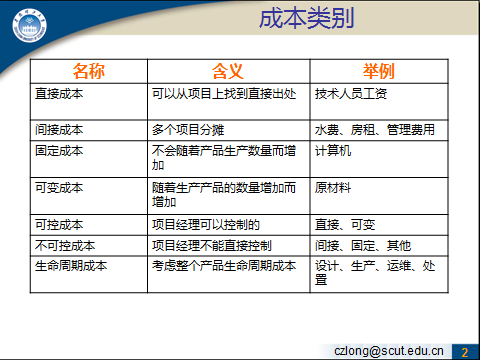 成本类别
名称 含义 举例
直接成本 可以从项目上找到直接出处 技术人员工资
间接成本 多个项目分摊 水费、房租、管理费用
固定成本 不会随着产品生产数量而增 计算机
加
可变成本 随着生产产品的数量增加而 原材料
增加
可控成本 项目经理可以控制的 直接、可变
不可控成本 项目经理不能直接控制 间接、固定、其他
生命周期成本 考虑整个产品生命周期成本 设计、生产、运维、处
置
czlong@scut.edu.cn 2